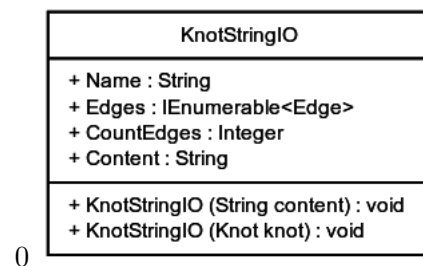 KnotStringIO
+ Name : String
+ Edges : IEnumerable<Edge>
+ CountEdges : Integer
+ Content : String
+ KnotStringIO (String content) : void
+ KnotStringIO (Knot knot) : void
0